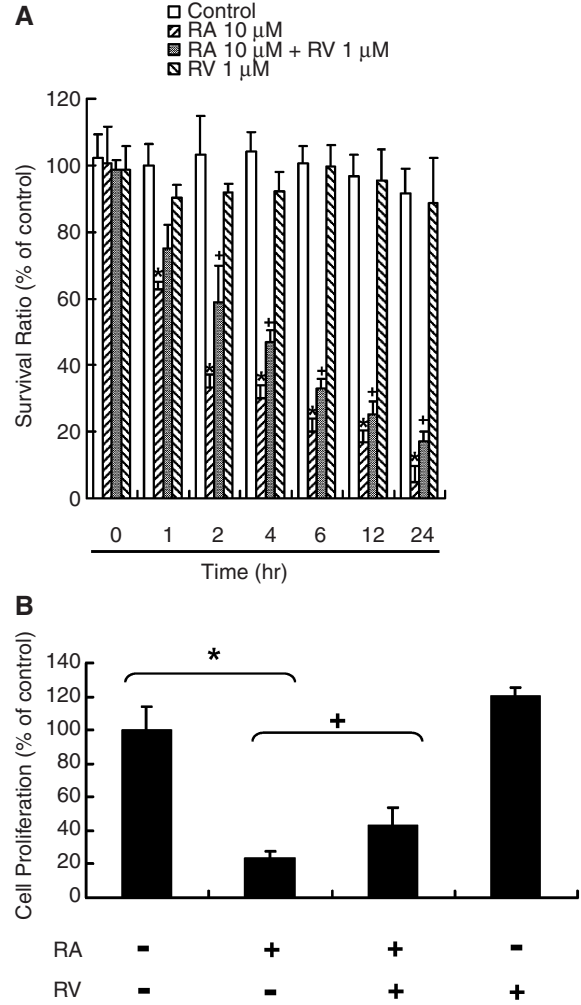 A
Control
RA 10 μM
RA 10 μM + RV 1 μM
RV 1 μM
Survival Ratio (% of control)
120
100
80
60
40
20
0
* * + * + * + * + * +
0 1 2 4 6 12 24
Time (hr)
B
Cell Proliferation (% of control)
140
120
100
80
60
40
20
0
*
+
RA - + + -
RV - - + +